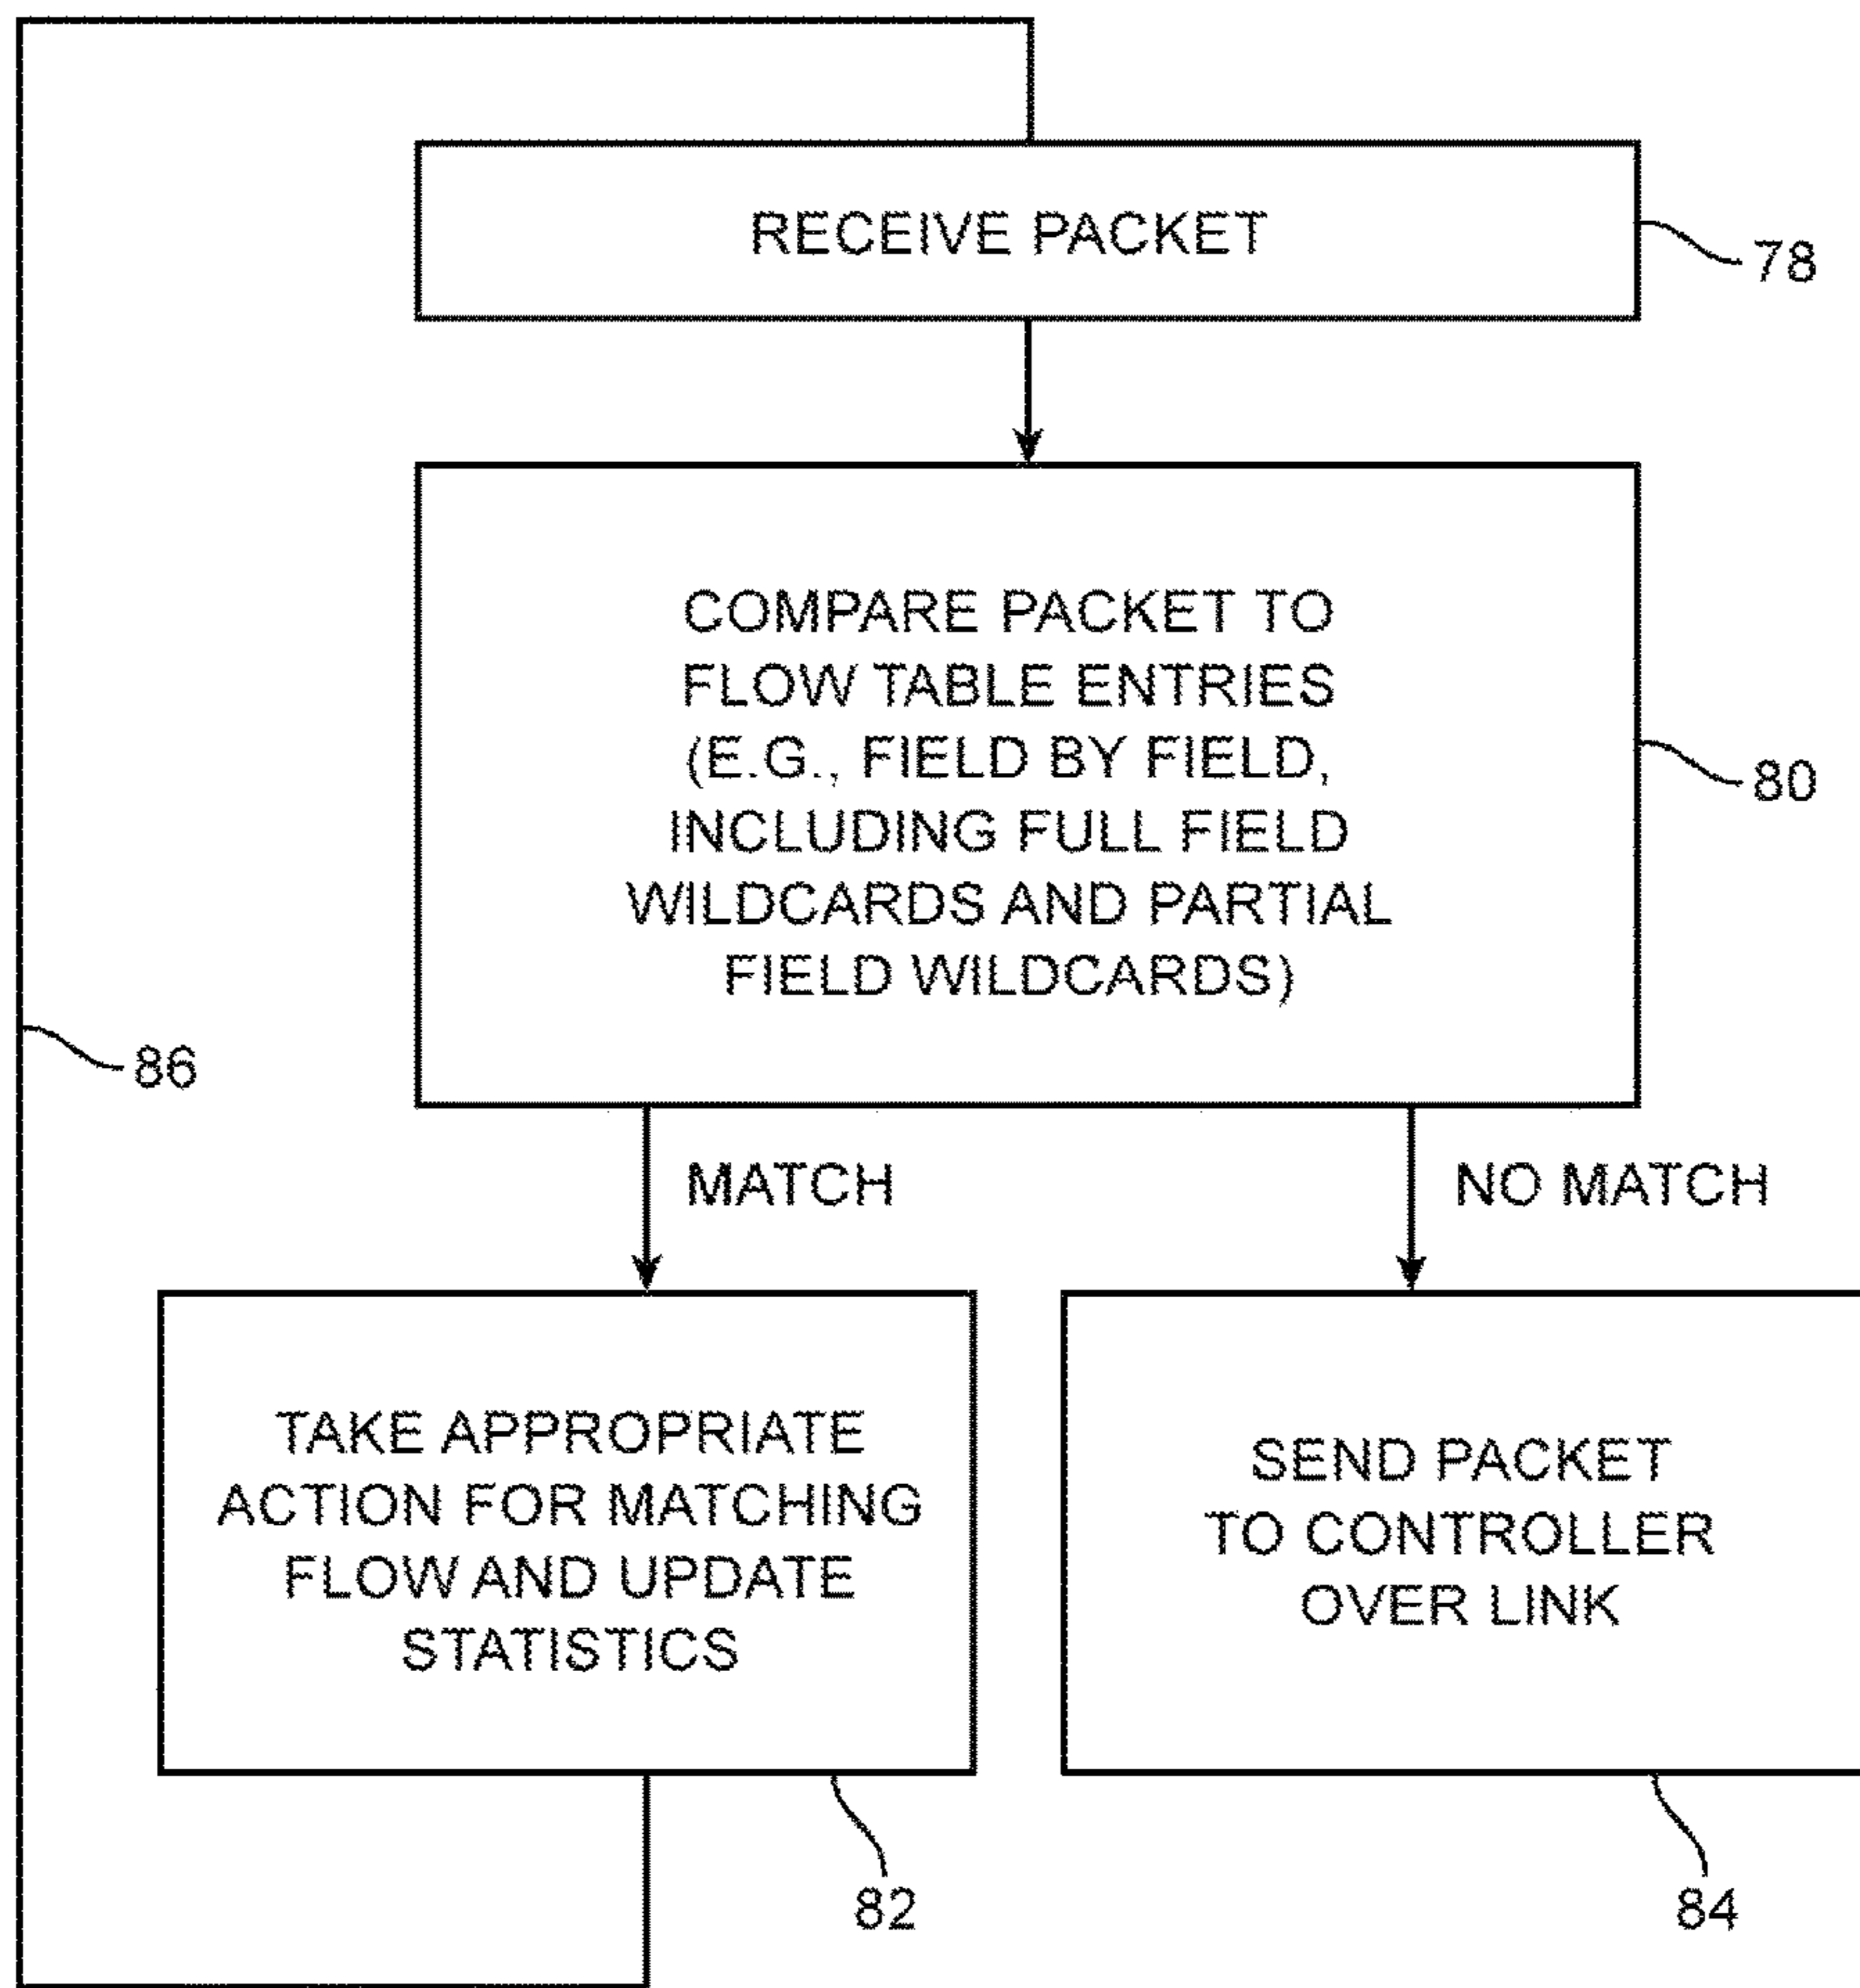 RECEIVE PACKET
78
COMPARE PACKET TO
FLOW TABLE ENTRIES
(E.G., FIELD BY FIELD,
INCLUDING FULL FIELD
WILDCARDS AND PARTIAL
FIELD WILDCARDS)
80
86
MATCH
NO MATCH
TAKE APPROPRIATE
ACTION FOR MATCHING
FLOW AND UPDATE
STATISTICS
SEND PACKET
TO CONTROLLER
OVER LINK
82
84